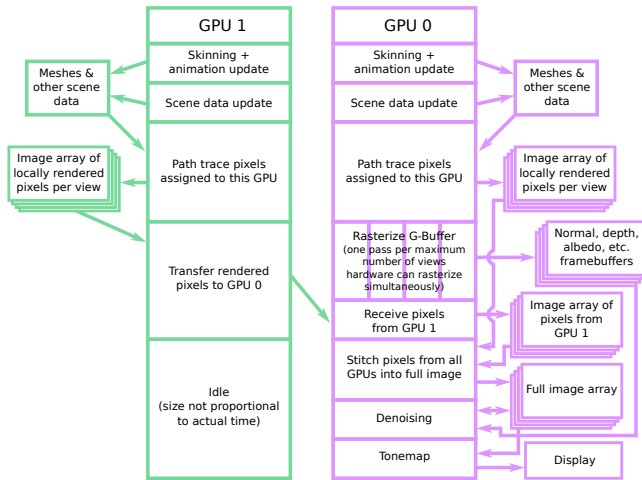 GPU 1
Skinning +
animation update
Scene data update
Path trace pixels
assigned to this GPU
Transfer rendered
pixels to GPU 0
Idle
(size not proportional
to actual time)
Meshes &
other scene
data
Image array of
locally rendered
pixels per view
GPU 0
Skinning +
animation update
Scene data update
Path trace pixels
assigned to this GPU
Rasterize G-Buffer
(one pass per maximum
number of views
hardware can rasterize
simultaneously)
Receive pixels
from GPU 1
Stitch pixels from all
GPUs into full image
Denoising
Tonemap
Meshes &
other scene
data
Image array of
locally rendered
pixels per view
Normal, depth,
albedo, etc.
framebuffers
Image array of
pixels from
GPU 1
Full image array
Display